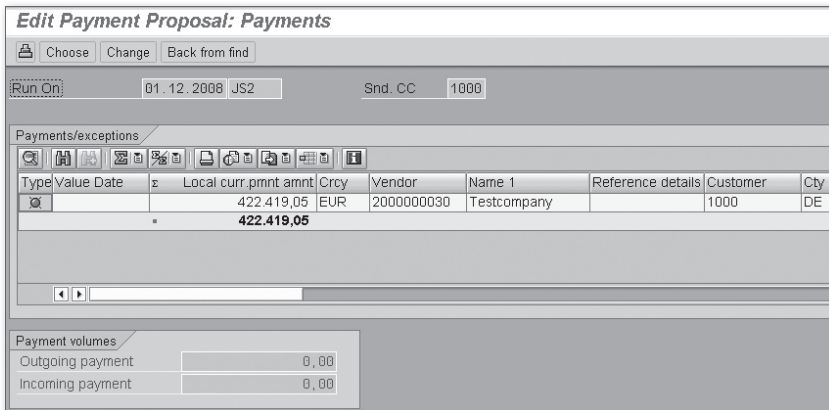 Edit Payment Proposal: Payments
Choose Change Back from find
Run On 01.12.2008 JS2 Snd. CC 1000
Payments/exceptions
Type Value Date Σ Local curr.pmnt amnt Crcy Vendor Name 1 Reference details Customer Cty
422.419,05 EUR 2000000030 Testcompany 1000 DE
422.419,05
Payment volumes
Outgoing payment 0,00
Incoming payment 0,00